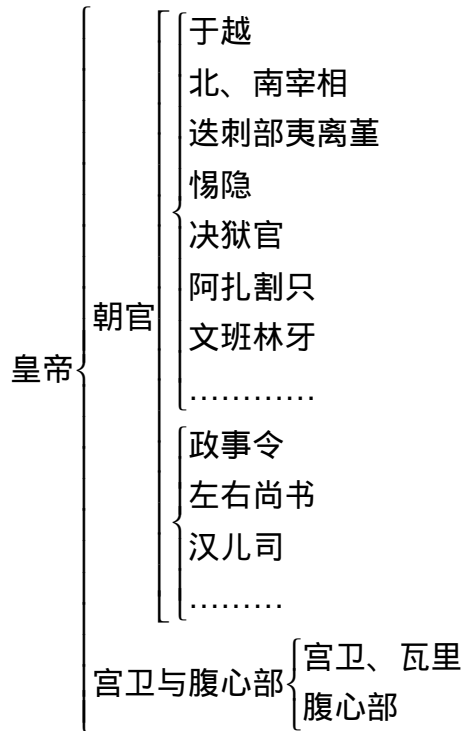 于越
北、南宰相
迭刺部夷离堇
惕隐
决狱官
阿扎割只
文班林牙
…………
朝官
政事令
左右尚书
汉儿司
………
皇帝
宫卫与腹心部
宫卫、瓦里
腹心部